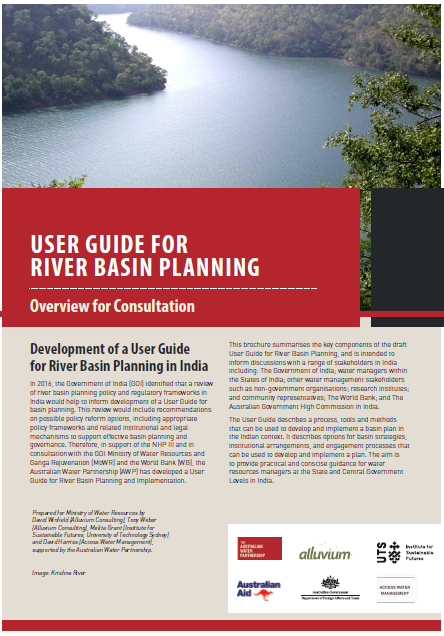 USER GUIDE FOR
RIVER BASIN PLANNING
Overview for Consultation
Development of a User Guide
for River Basin Planning in India
In 2016, the Government of India (GOI) identified that a review
of river basin planning policy and regulatory frameworks in
India would help to inform development of a User Guide for
basin planning. This review would include recommendations
on possible policy reform options, including appropriate
policy frameworks and related institutional and legal
mechanisms to support effective basin planning and
governance. Therefore, in support of the NHP III and in
consultation with the GOI Ministry of Water Resources and
Ganga Rejuvenation (MoWR) and the World Bank (WB), the
Australian Water Partnership (AWP) has developed a User
Guide for River Basin Planning and Implementation.
Prepared for Ministry of Water Resources by
David Winfield (Alluvium Consulting) Tony Weber
(Alluvium Consulting), Melita Grant (Institute for
Sustainable Futures, University of Technology Sydney)
and David Harriss (Access Water Management),
supported by the Australian Water Partnership.
Image: Krishna River
This brochure summarises the key components of the draft
User Guide for River Basin Planning, and is intended to
inform discussions with a range of stakeholders in India
including: The Government of India; water managers within
the States of India; other water management stakeholders
such as non-government organisations; research institutes;
and community representatives; The World Bank; and The
Australian Government High Commission in India.
The User Guide describes a process, tools and methods
that can be used to develop and implement a basin plan in
the Indian context. It describes options for basin strategies,
institutional arrangements, and engagement processes that
can be used to develop and implement a plan. The aim is
to provide practical and conscise guidance for water
resources managers at the State and Central Government
Levels in India.
THE
AUSTRALIAN
WATER
PARTNERSHIP
alluvium
UTS
Institute for
Sustainable
Futures
Australian
Aid
Australian Government
Department of Foreign Affairs and Trade
ACCESS WATER
MANAGEMENT